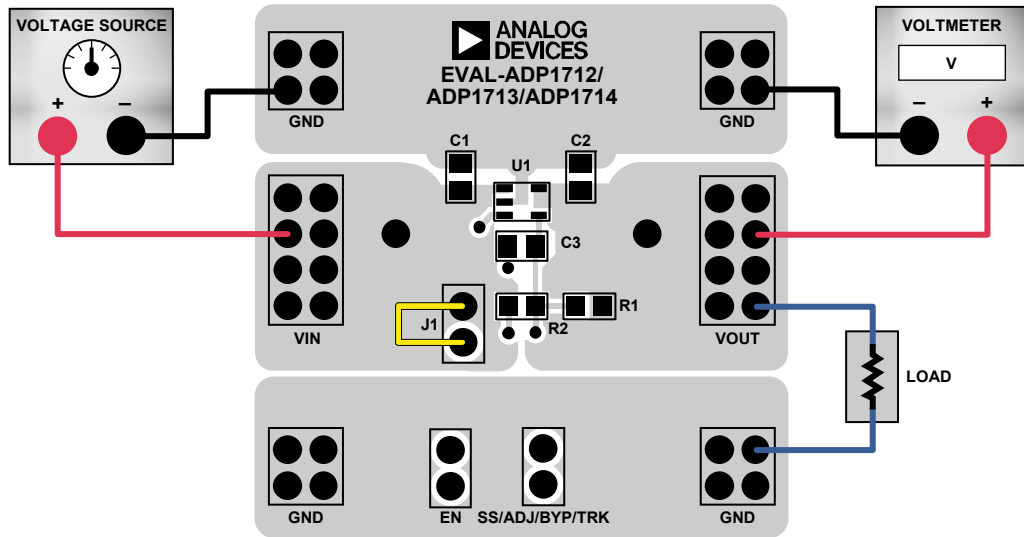 VOLTAGE SOURCE
+ −
ANALOG
DEVICES
EVAL-ADP1712/
ADP1713/ADP1714
VOLTMETER
V
− +
GND
GND
C1
C2
U1
C3
J1
R1
R2
VIN
VOUT
LOAD
GND
EN
SS/ADJ/BYP/TRK
GND